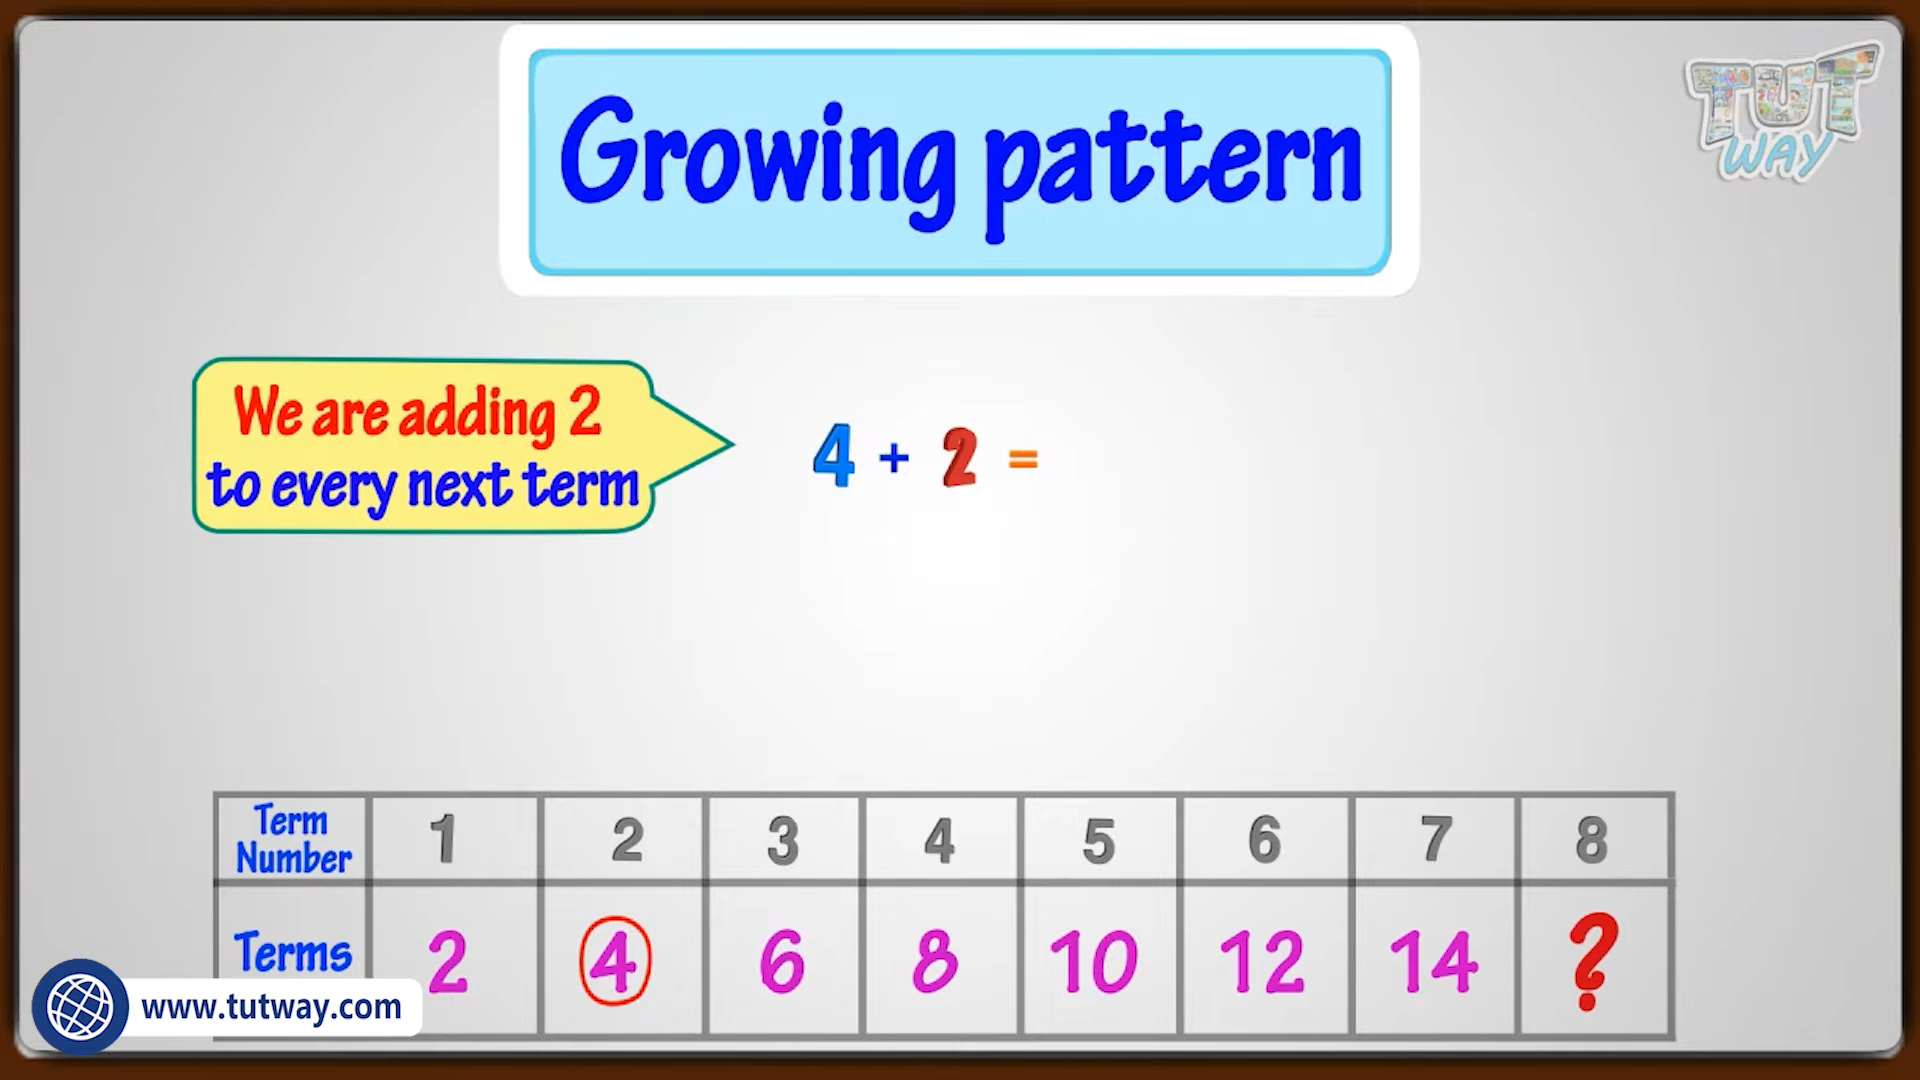 Growing pattern
TUT
WAY
We are adding 2
to every next term
4 + 2 =
Term Number 1 2 3 4 5 6 7 8
Terms 2 4 6 8 10 12 14 ?
www.tutway.com